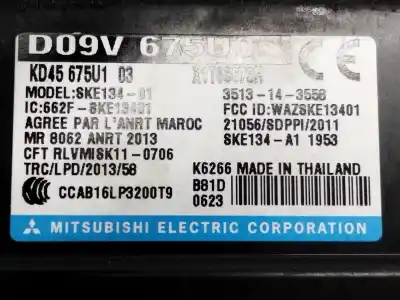 D09V 675U0
KD45 675U1 03
MODEL:SKE134-01 3513-14-3558
IC:662F-SKE13401 FCC ID:WAZSKE13401
AGREE PAR L'ANRT MAROC 21056/SDPPI/2011
MR 8062 ANRT 2013 SKE134-A1 1953
CFT RLVMISK11-0706
TRC/LPD/2013/58 K6266 MADE IN THAILAND
CCC CCAB16LP3200T9 B81D
0623
MITSUBISHI ELECTRIC CORPORATION